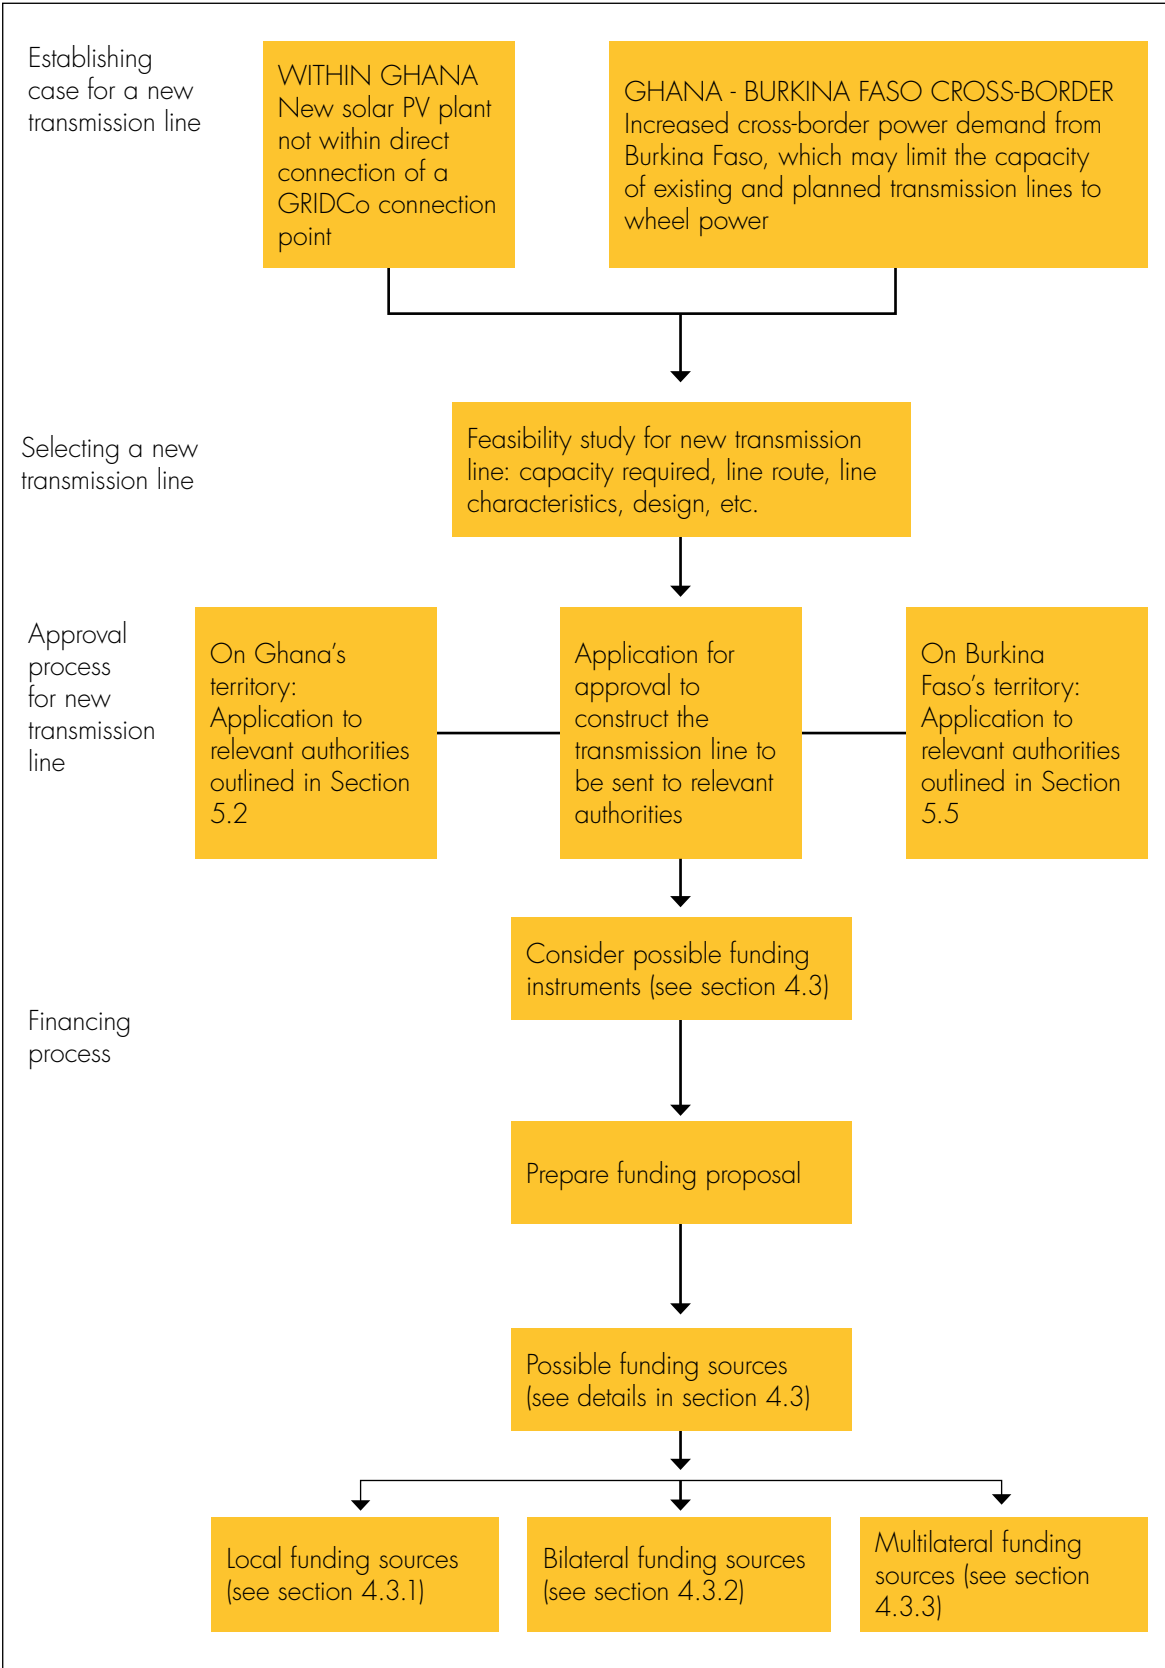 Establishing
case for a new
transmission line
WITHIN GHANA
New solar PV plant
not within direct
connection of a
GRIDCo connection
point
GHANA - BURKINA FASO CROSS-BORDER
Increased cross-border power demand from
Burkina Faso, which may limit the capacity
of existing and planned transmission lines to
wheel power
Selecting a new
transmission line
Feasibility study for new transmission
line: capacity required, line route, line
characteristics, design, etc.
Approval
process
for new
transmission
line
On Ghana's
territory:
Application to
relevant authorities
outlined in Section
5.2
Application for
approval to
construct the
transmission line to
be sent to relevant
authorities
On Burkina
Faso's territory:
Application to
relevant authorities
outlined in Section
5.5
Financing
process
Consider possible funding
instruments (see section 4.3)
Prepare funding proposal
Possible funding sources
(see details in section 4.3)
Local funding sources
(see section 4.3.1)
Bilateral funding sources
(see section 4.3.2)
Multilateral funding
sources (see section
4.3.3)